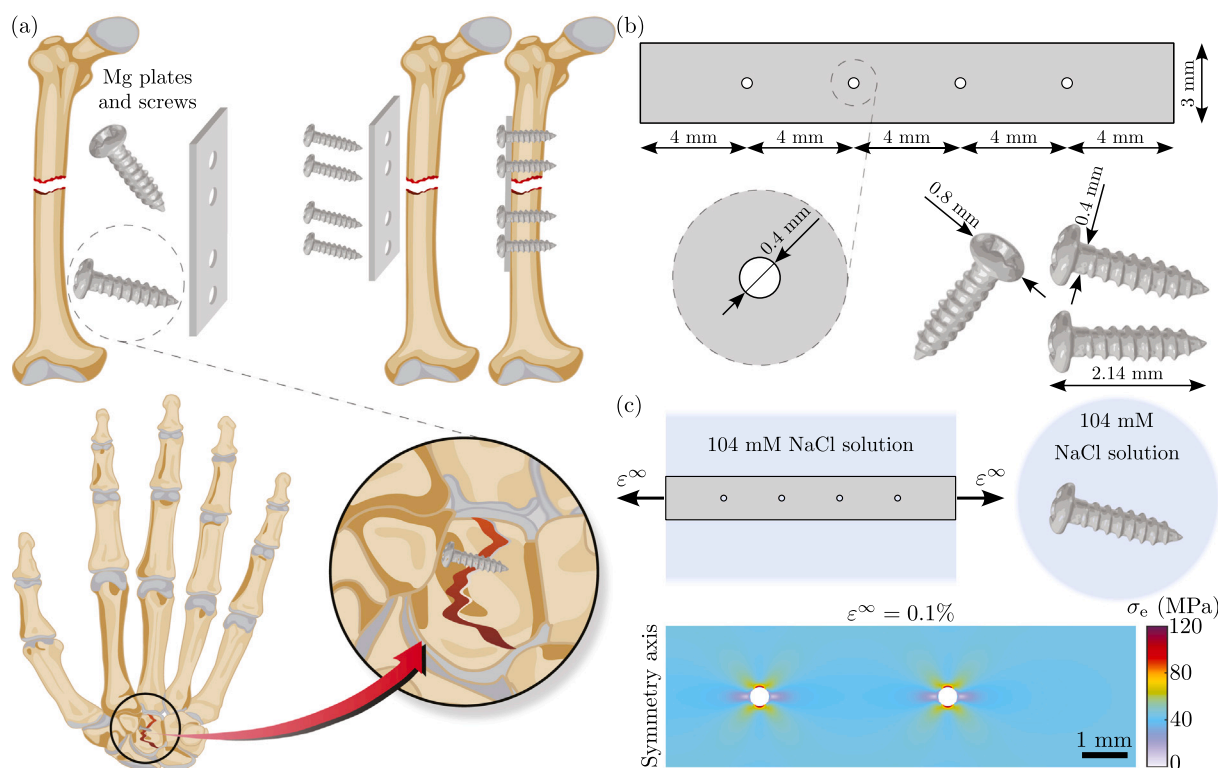 (a)
Mg plates
and screws
(b)
3 mm
4 mm
4 mm
4 mm
4 mm
4 mm
0.4 mm
0.8 mm
0.4 mm
2.14 mm
(c)
104 mM NaCl solution
ε∞
ε∞
104 mM
NaCl solution
ε∞ = 0.1%
σe (MPa)
120
80
40
0
Symmetry axis
1 mm